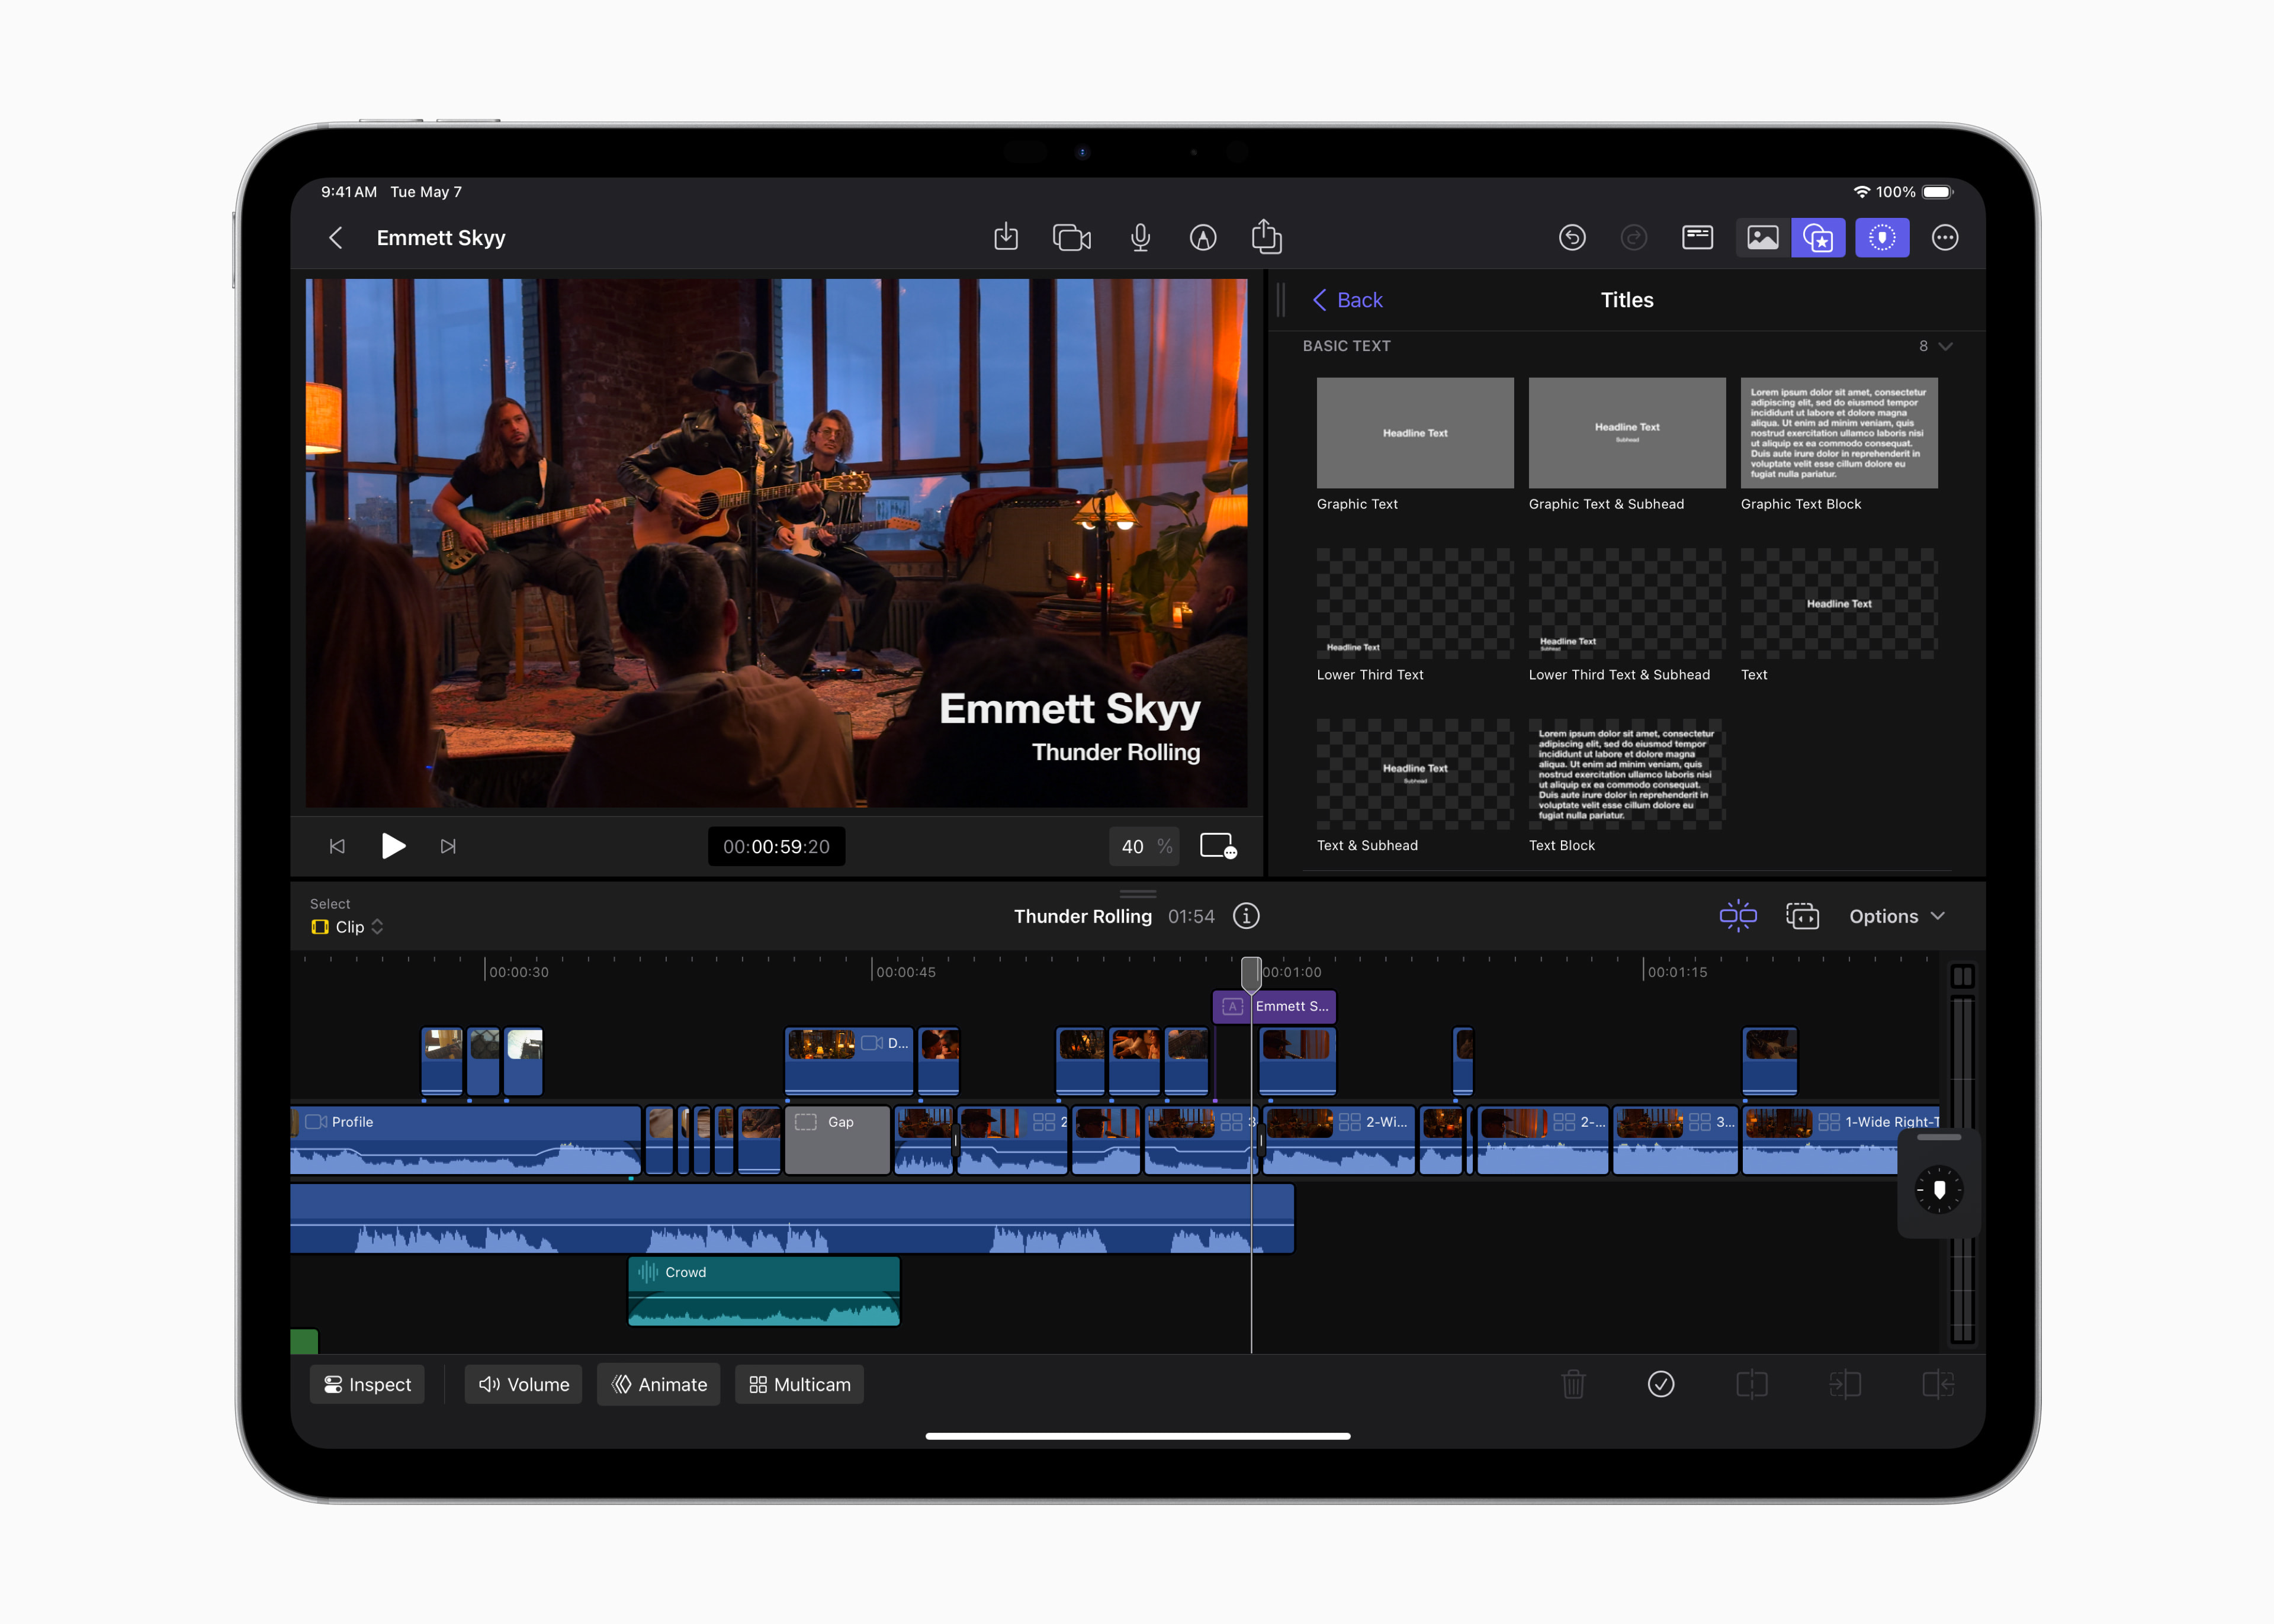 9:41 AM Tue May 7
100%
Emmett Skyy
Back
Titles
BASIC TEXT
8
Headline Text
Headline Text
Subhead
Lorem ipsum dolor sit amet, consectetur
adipiscing elit, sed do eiusmod tempor
incididunt ut labore et dolore magna
aliqua. Ut enim ad minim veniam, quis
nostrud exercitation ullamco laboris nisi
ut aliquip ex ea commodo consequat.
Duis aute irure dolor in reprehenderit in
voluptate velit esse cillum dolore eu
fugiat nulla pariatur.
Graphic Text
Graphic Text & Subhead
Graphic Text Block
Headline Text
Headline Text
Subhead
Headline Text
Lower Third Text
Lower Third Text & Subhead
Text
Headline Text
Subhead
Lorem ipsum dolor sit amet, consectetur
adipiscing elit, sed do eiusmod tempor
incididunt ut labore et dolore magna
aliqua. Ut enim ad minim veniam, quis
nostrud exercitation ullamco laboris nisi
ut aliquip ex ea commodo consequat.
Duis aute irure dolor in reprehenderit in
voluptate velit esse cillum dolore eu
fugiat nulla pariatur.
Text & Subhead
Text Block
Emmett Skyy
Thunder Rolling
00:00:59:20
40 %
Select
Clip
Thunder Rolling 01:54
Options
00:00:30
00:00:45
00:01:00
00:01:15
A
Emmett S...
D...
Profile
Gap
2
3
2-Wi...
2-...
3...
1-Wide Right-T
Crowd
Inspect
Volume
Animate
Multicam